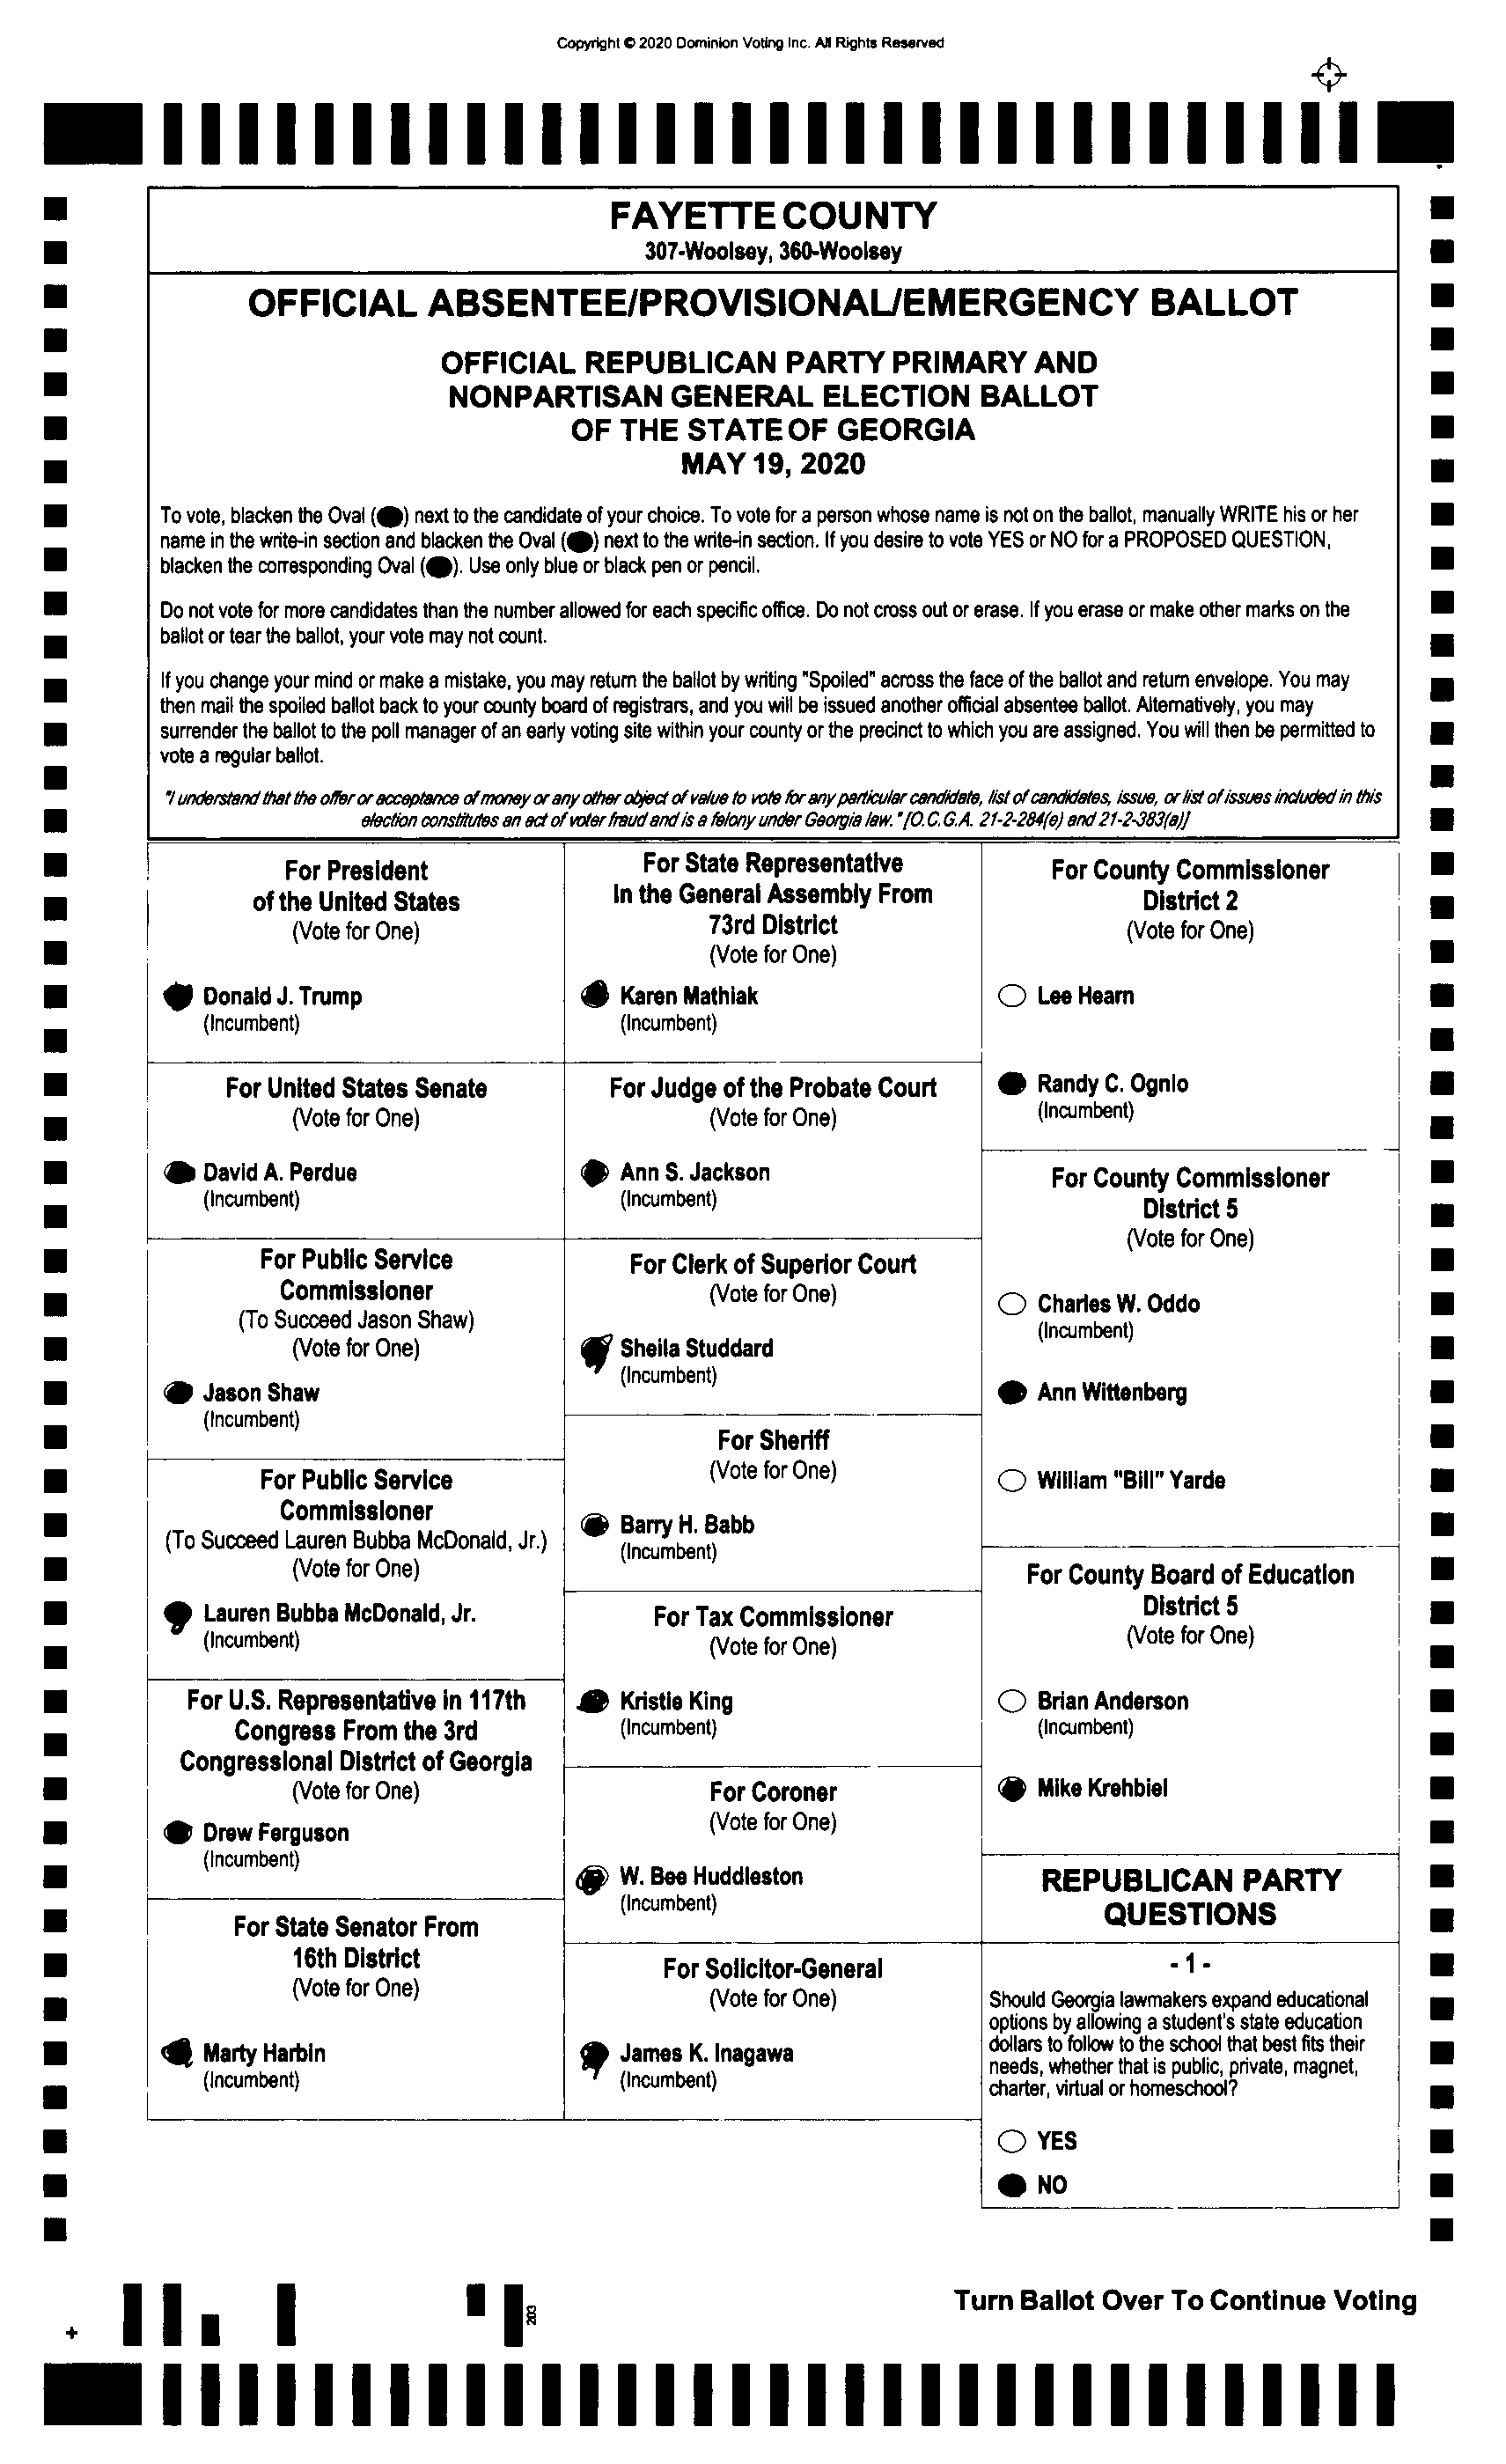 Copyright © 2020 Dominion Voting Inc. All Rights Reserved
FAYETTE COUNTY
307-Woolsey, 360-Woolsey
OFFICIAL ABSENTEE/PROVISIONAL/EMERGENCY BALLOT
OFFICIAL REPUBLICAN PARTY PRIMARY AND
NONPARTISAN GENERAL ELECTION BALLOT
OF THE STATE OF GEORGIA
MAY 19, 2020
To vote, blacken the Oval (●) next to the candidate of your choice. To vote for a person whose name is not on the ballot, manually WRITE his or her
name in the write-in section and blacken the Oval (●) next to the write-in section. If you desire to vote YES or NO for a PROPOSED QUESTION,
blacken the corresponding Oval (●). Use only blue or black pen or pencil.
Do not vote for more candidates than the number allowed for each specific office. Do not cross out or erase. If you erase or make other marks on the
ballot or tear the ballot, your vote may not count.
If you change your mind or make a mistake, you may return the ballot by writing "Spoiled" across the face of the ballot and return envelope. You may
then mail the spoiled ballot back to your county board of registrars, and you will be issued another official absentee ballot. Alternatively, you may
surrender the ballot to the poll manager of an early voting site within your county or the precinct to which you are assigned. You will then be permitted to
vote a regular ballot.
"I understand that the offer or acceptance of money or any other object of value to vote for any particular candidate, list of candidates, issue, or list of issues included in this
election constitutes an act of voter fraud and is a felony under Georgia law." [O.C.G.A. 21-2-284(e) and 21-2-383(a)]
For President
of the United States
(Vote for One)
Donald J. Trump
(Incumbent)
For United States Senate
(Vote for One)
David A. Perdue
(Incumbent)
For Public Service
Commissioner
(To Succeed Jason Shaw)
(Vote for One)
Jason Shaw
(Incumbent)
For Public Service
Commissioner
(To Succeed Lauren Bubba McDonald, Jr.)
(Vote for One)
Lauren Bubba McDonald, Jr.
(Incumbent)
For U.S. Representative in 117th
Congress From the 3rd
Congressional District of Georgia
(Vote for One)
Drew Ferguson
(Incumbent)
For State Senator From
16th District
(Vote for One)
Marty Harbin
(Incumbent)
For State Representative
In the General Assembly From
73rd District
(Vote for One)
Karen Mathiak
(Incumbent)
For Judge of the Probate Court
(Vote for One)
Ann S. Jackson
(Incumbent)
For Clerk of Superior Court
(Vote for One)
Sheila Studdard
(Incumbent)
For Sheriff
(Vote for One)
Barry H. Babb
(Incumbent)
For Tax Commissioner
(Vote for One)
Kristie King
(Incumbent)
For Coroner
(Vote for One)
W. Bee Huddleston
(Incumbent)
For Solicitor-General
(Vote for One)
James K. Inagawa
(Incumbent)
For County Commissioner
District 2
(Vote for One)
Lee Hearn
Randy C. Ognio
(Incumbent)
For County Commissioner
District 5
(Vote for One)
Charles W. Oddo
(Incumbent)
Ann Wittenberg
William "Bill" Yarde
For County Board of Education
District 5
(Vote for One)
Brian Anderson
(Incumbent)
Mike Krehbiel
REPUBLICAN PARTY
QUESTIONS
- 1 -
Should Georgia lawmakers expand educational
options by allowing a student's state education
dollars to follow to the school that best fits their
needs, whether that is public, private, magnet,
charter, virtual or homeschool?
YES
NO
203
Turn Ballot Over To Continue Voting